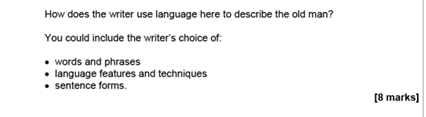 How does the writer use language here to describe the old man?
You could include the writer's choice of:
• words and phrases
• language features and techniques
• sentence forms.
[8 marks]